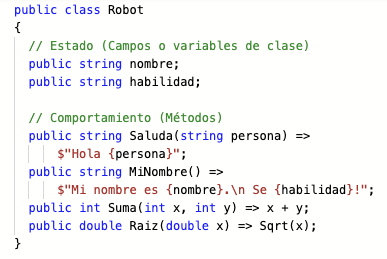 public class Robot
{
// Estado (Campos o variables de clase)
public string nombre;
public string habilidad;
// Comportamiento (Métodos)
public string Saluda(string persona) =>
$"Hola {persona}";
public string MiNombre() =>
$"Mi nombre es {nombre}.\n Se {habilidad}!";
public int Suma(int x, int y) => x + y;
public double Raiz(double x) => Sqrt(x);
}